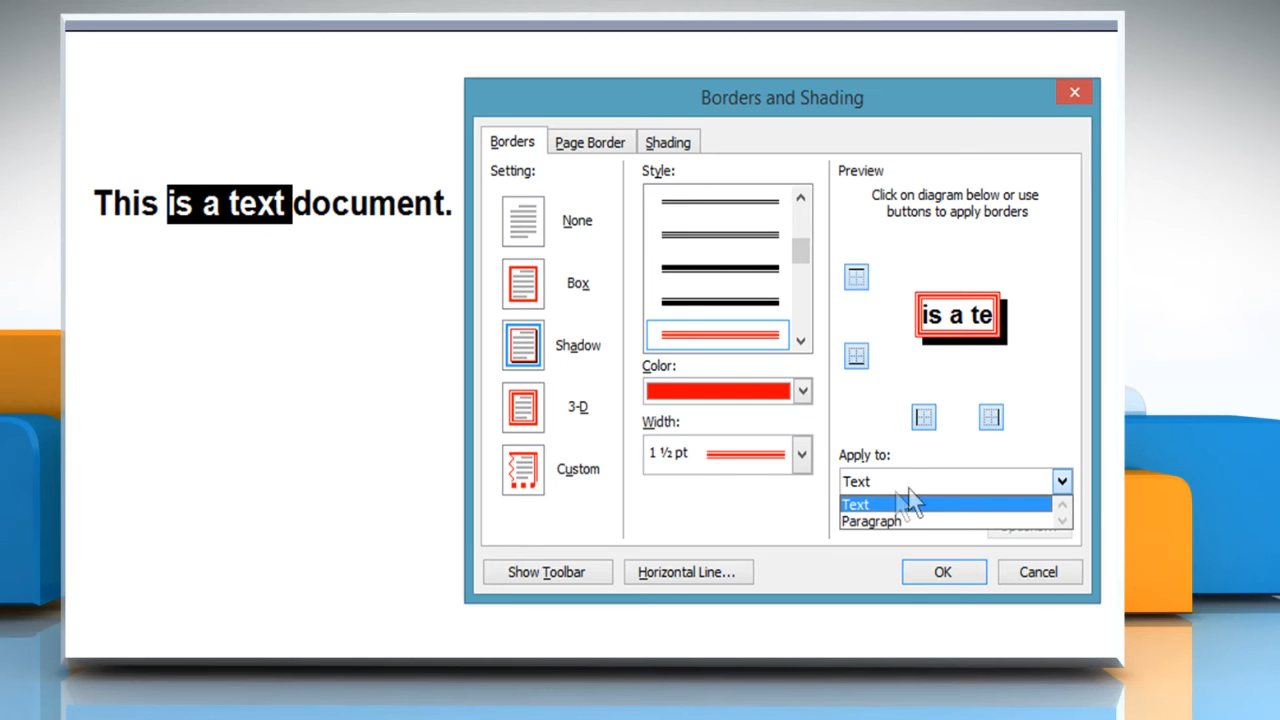 Borders and Shading
Borders
Page Border
Shading
This is a text document.
Setting:
None
Box
Shadow
3-D
Custom
Style:
Color:
Width:
1 ½ pt
Preview
Click on diagram below or use
buttons to apply borders
is a te
Apply to:
Text
Text
Paragraph
Show Toolbar
Horizontal Line...
OK
Cancel